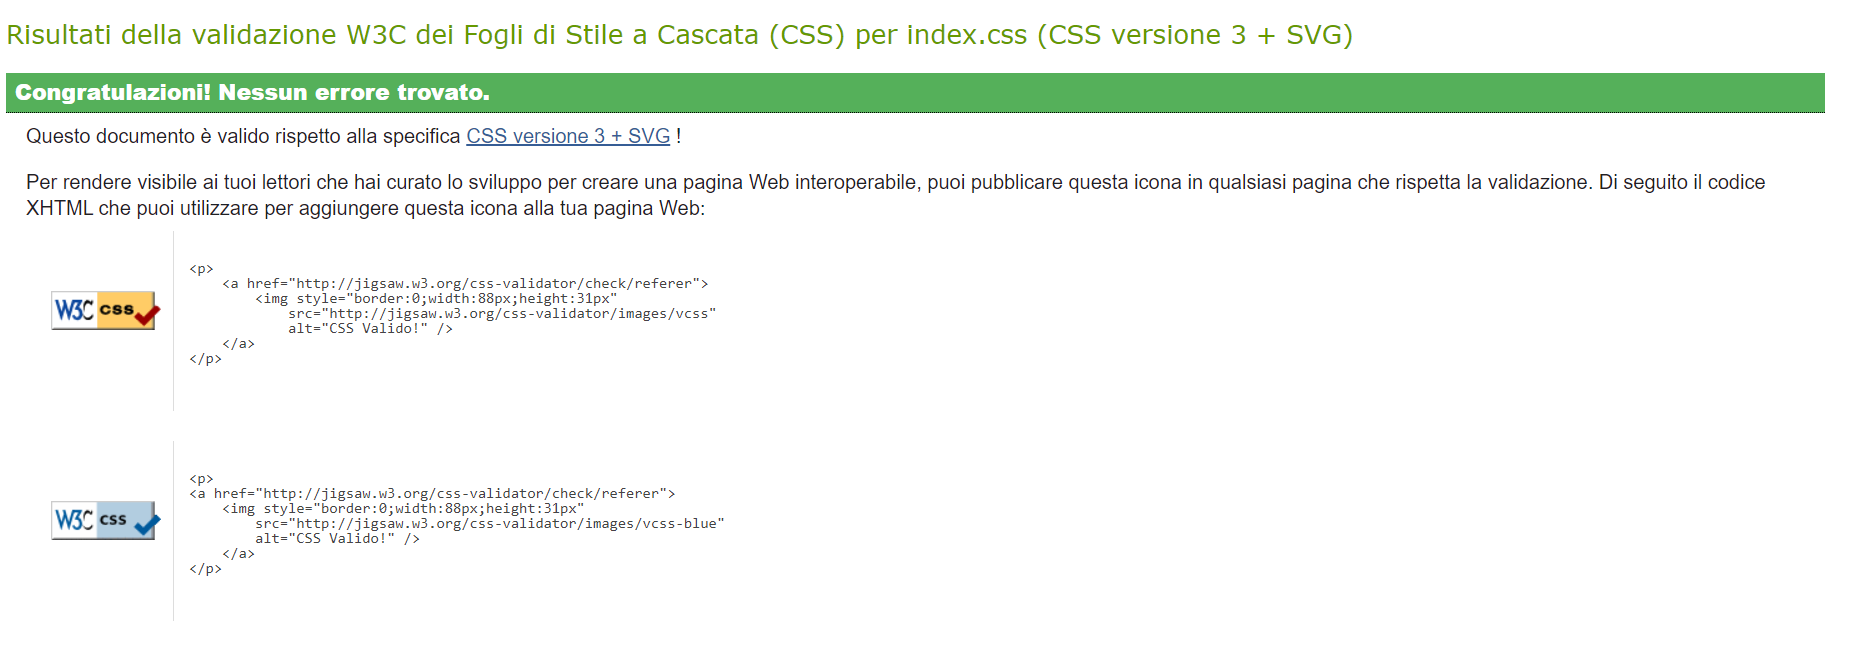 Risultati della validazione W3C dei Fogli di Stile a Cascata (CSS) per index.css (CSS versione 3 + SVG)
Congratulazioni! Nessun errore trovato.
Questo documento è valido rispetto alla specifica CSS versione 3 + SVG !
Per rendere visibile ai tuoi lettori che hai curato lo sviluppo per creare una pagina Web interoperabile, puoi pubblicare questa icona in qualsiasi pagina che rispetta la validazione. Di seguito il codice
XHTML che puoi utilizzare per aggiungere questa icona alla tua pagina Web:
W3C css
<p>
<a href="http://jigsaw.w3.org/css-validator/check/referer">
<img style="border:0;width:88px;height:31px"
src="http://jigsaw.w3.org/css-validator/images/vcss"
alt="CSS Valido!" />
</a>
</p>
W3C css
<p>
<a href="http://jigsaw.w3.org/css-validator/check/referer">
<img style="border:0;width:88px;height:31px"
src="http://jigsaw.w3.org/css-validator/images/vcss-blue"
alt="CSS Valido!" />
</a>
</p>